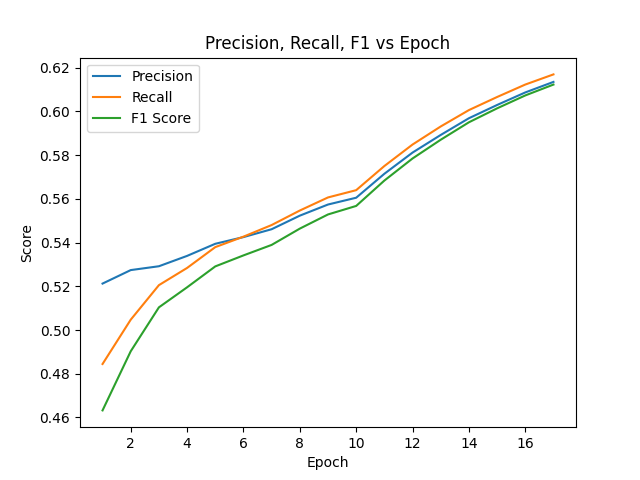 Precision, Recall, F1 vs Epoch
Precision
Recall
F1 Score
Score
0.62
0.60
0.58
0.56
0.54
0.52
0.50
0.48
0.46
2 4 6 8 10 12 14 16
Epoch